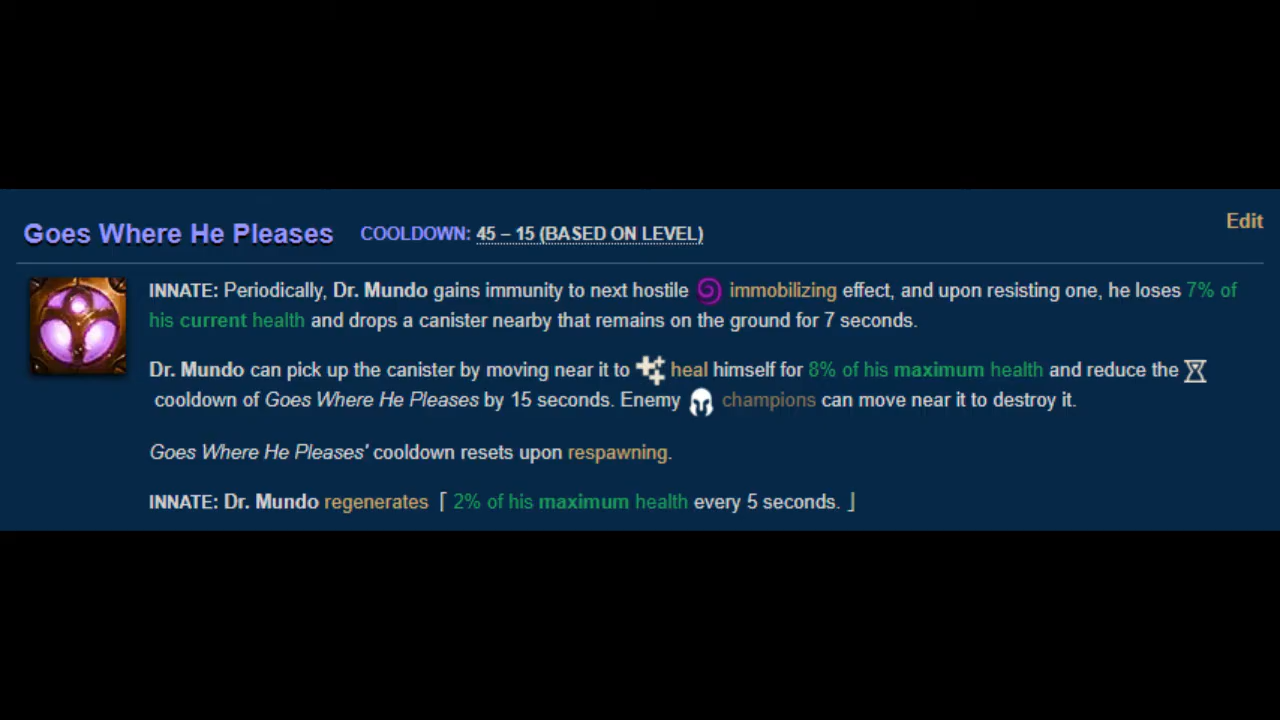 Goes Where He Pleases COOLDOWN: 45 – 15 (BASED ON LEVEL) Edit
INNATE: Periodically, Dr. Mundo gains immunity to next hostile immobilizing effect, and upon resisting one, he loses 7% of
his current health and drops a canister nearby that remains on the ground for 7 seconds.
Dr. Mundo can pick up the canister by moving near it to heal himself for 8% of his maximum health and reduce the
cooldown of Goes Where He Pleases by 15 seconds. Enemy champions can move near it to destroy it.
Goes Where He Pleases' cooldown resets upon respawning.
INNATE: Dr. Mundo regenerates ⌈ 2% of his maximum health every 5 seconds. ⌋